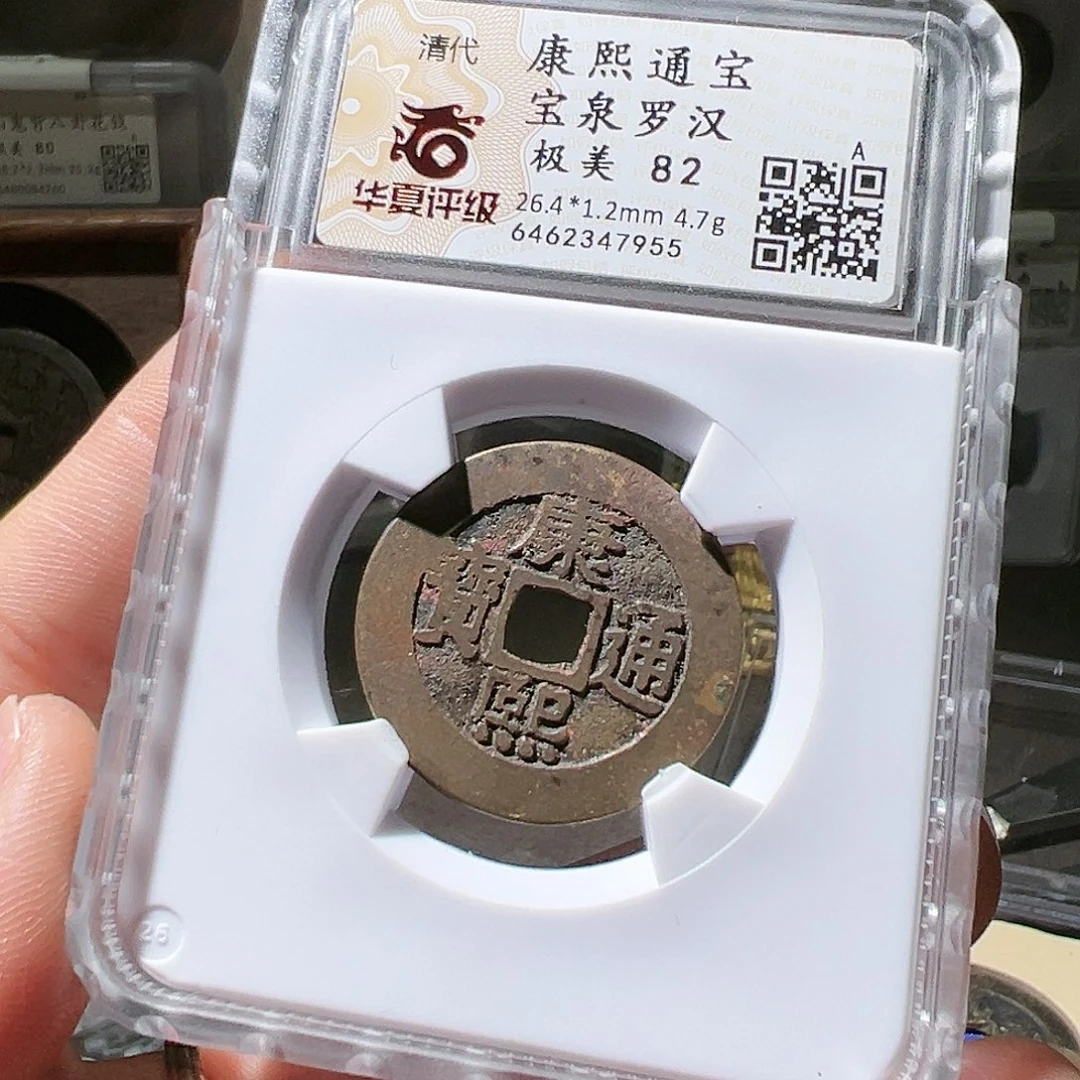 清代
康熙通宝
宝泉罗汉
极美 82
26.4*1.2mm 4.7g
6462347955
A
华夏评级
康熙通寶
26
80